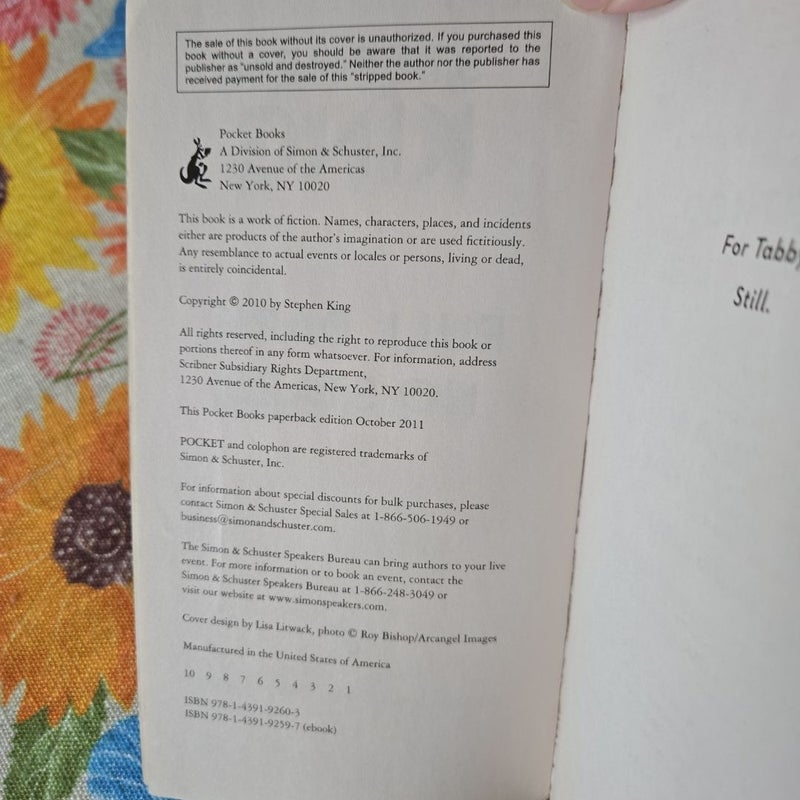 The sale of this book without its cover is unauthorized. If you purchased this
book without a cover, you should be aware that it was reported to the
publisher as "unsold and destroyed." Neither the author nor the publisher has
received payment for the sale of this "stripped book."
Pocket Books
A Division of Simon & Schuster, Inc.
1230 Avenue of the Americas
New York, NY 10020
This book is a work of fiction. Names, characters, places, and incidents
either are products of the author's imagination or are used fictitiously.
Any resemblance to actual events or locales or persons, living or dead,
is entirely coincidental.
Copyright © 2010 by Stephen King
All rights reserved, including the right to reproduce this book or
portions thereof in any form whatsoever. For information, address
Scribner Subsidiary Rights Department,
1230 Avenue of the Americas, New York, NY 10020.
This Pocket Books paperback edition October 2011
POCKET and colophon are registered trademarks of
Simon & Schuster, Inc.
For information about special discounts for bulk purchases, please
contact Simon & Schuster Special Sales at 1-866-506-1949 or
business@simonandschuster.com.
The Simon & Schuster Speakers Bureau can bring authors to your live
event. For more information or to book an event, contact the
Simon & Schuster Speakers Bureau at 1-866-248-3049 or
visit our website at www.simonspeakers.com.
Cover design by Lisa Litwack, photo © Roy Bishop/Arcangel Images
Manufactured in the United States of America
10 9 8 7 6 5 4 3 2 1
ISBN 978-1-4391-9260-3
ISBN 978-1-4391-9259-7 (ebook)
For Tabby
Still.